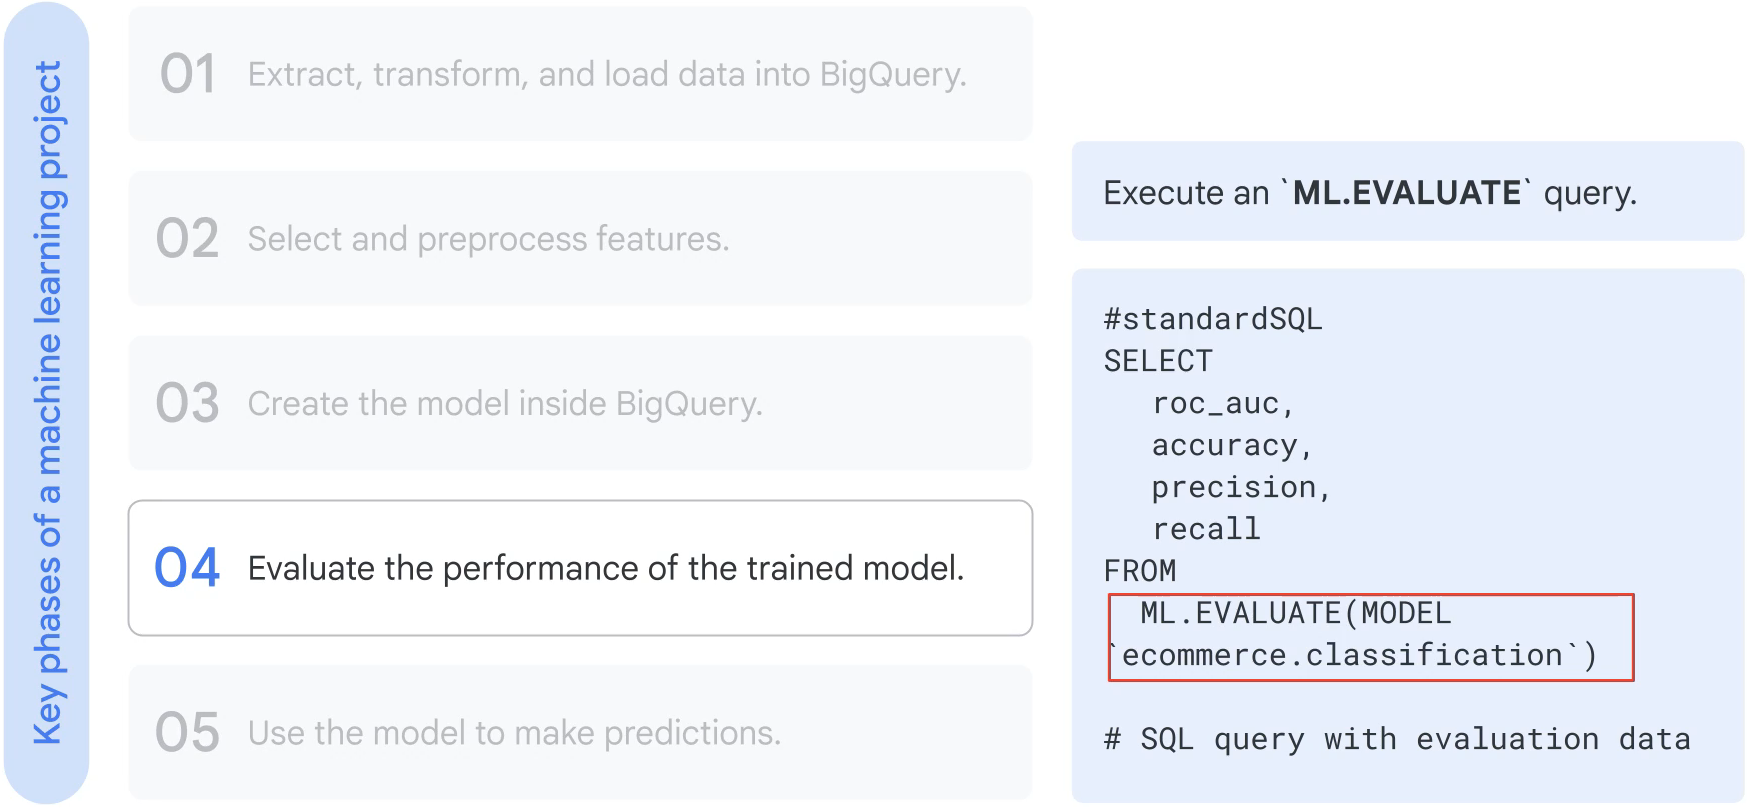 Key phases of a machine learning project
01 Extract, transform, and load data into BigQuery.
02 Select and preprocess features.
03 Create the model inside BigQuery.
04 Evaluate the performance of the trained model.
05 Use the model to make predictions.
Execute an `ML.EVALUATE` query.
#standardSQL
SELECT
roc_auc,
accuracy,
precision,
recall
FROM
ML.EVALUATE(MODEL
`ecommerce.classification`)
# SQL query with evaluation data